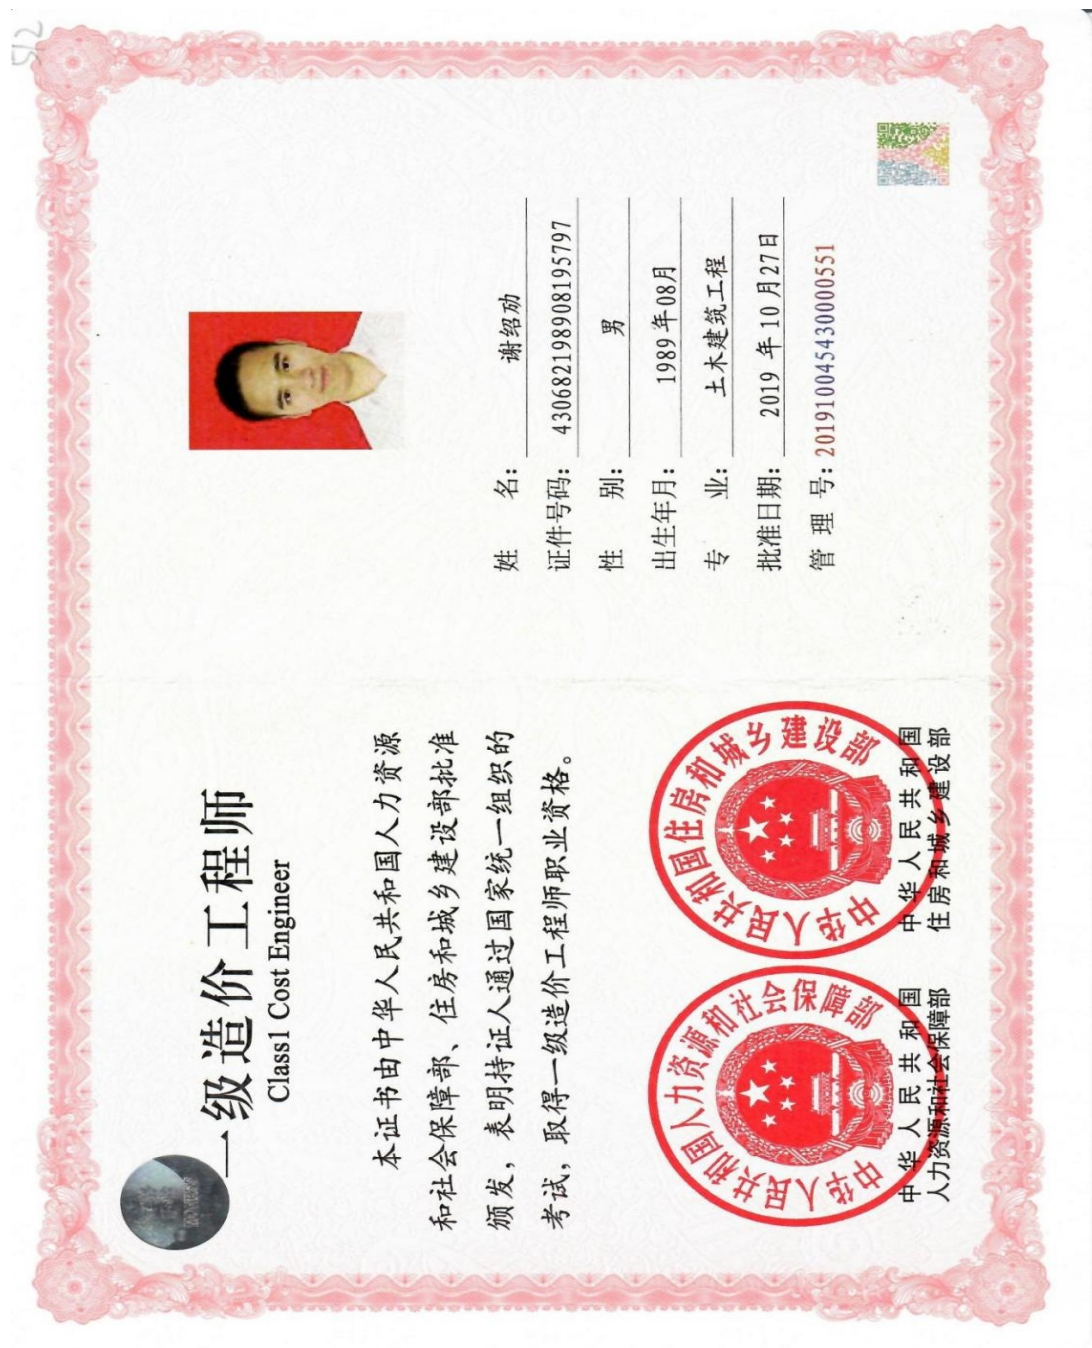 512
一级造价工程师
Class1 Cost Engineer
本证书由中华人民共和国人力资源
和社会保障部、住房和城乡建设部批准
颁发，表明持证人通过国家统一组织的
考试，取得一级造价工程师职业资格。
中华人民共和国人力资源和社会保障部
中华人民共和国
人力资源和社会保障部
中华人民共和国住房和城乡建设部
中华人民共和国
住房和城乡建设部
姓 名： 谢绍劢
证件号码： 430682198908195797
性 别： 男
出生年月： 1989年08月
专 业： 土木建筑工程
批准日期： 2019 年 10 月 27日
管 理 号：20191004543000​0551